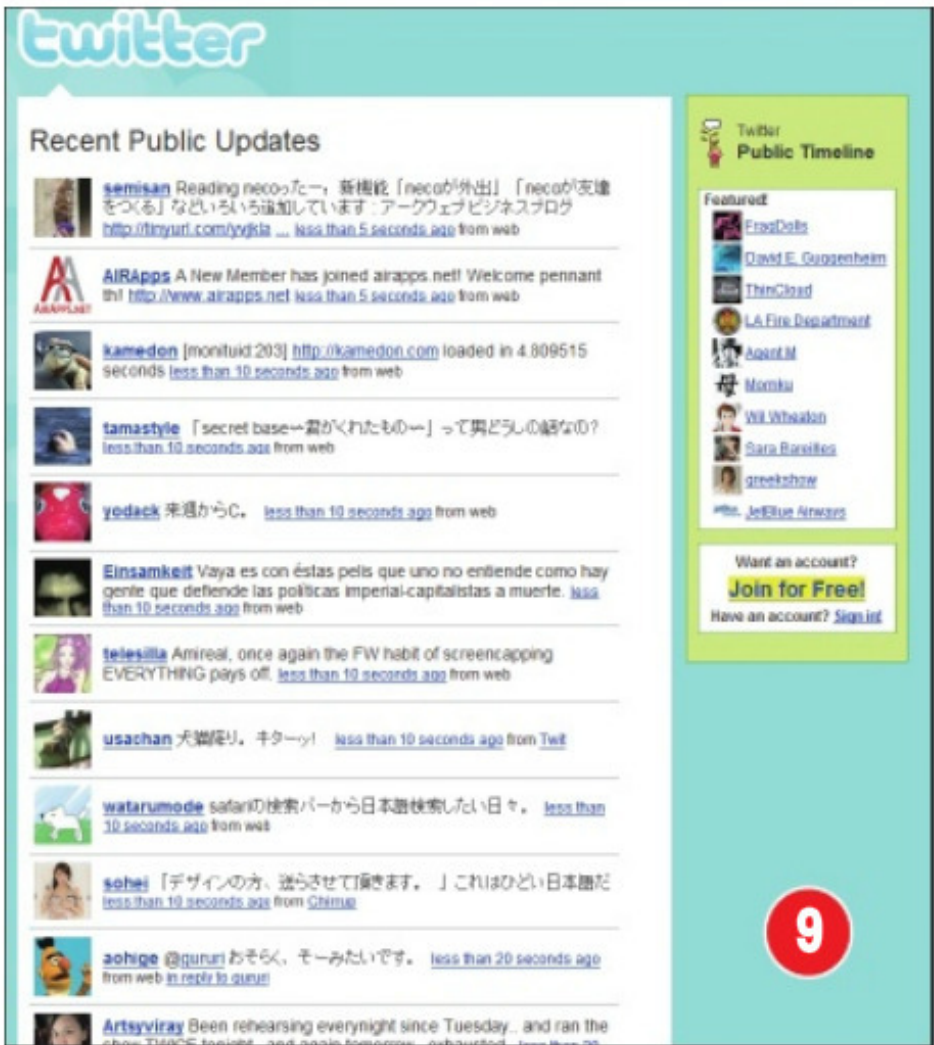 twitter
Recent Public Updates
semisan Reading necoったー: 新機能「necoが外出」「necoが友達
をつくる」などいろいろ追加しています : アークウェブビジネスブログ
http://tinyurl.com/yvjkla ... less than 5 seconds ago from web
AIRApps A New Member has joined airapps.net! Welcome pennant
th! http://www.airapps.net less than 5 seconds ago from web
AIRAPPS.NET
kamedon [monituid:203] http://kamedon.com loaded in 4.809515
seconds less than 10 seconds ago from web
tamastyle 「secret base〜君がくれたもの〜」って男どうしの話なの?
less than 10 seconds ago from web
yodack 来週からC。 less than 10 seconds ago from web
Einsamkeit Vaya es con éstas pelis que uno no entiende como hay
gente que defiende las políticas imperial-capitalistas a muerte. less
than 10 seconds ago from web
telesilla Amireal, once again the FW habit of screencapping
EVERYTHING pays off. less than 10 seconds ago from web
usachan 犬猫降り。キターッ! less than 10 seconds ago from Twit
watarumode safariの検索バーから日本語検索したい日々。 less than
10 seconds ago from web
sohei 「デザインの方、送らさせて頂きます。 」これはひどい日本語だ
less than 10 seconds ago from Chirrup
aohige @gururi おそらく、そーみたいです。 less than 20 seconds ago
from web in reply to gururi
Artsyviray Been rehearsing everynight since Tuesday.. and ran the
show TWICE tonight.. and again tomorrow.. exhausted less than 20
Twitter
Public Timeline
Featured:
FragDolls
David E. Guggenheim
ThinCloud
LA Fire Department
Agent M
Momku
Wil Wheaton
Sara Bareilles
greekshow
JetBlue Airways
Want an account?
Join for Free!
Have an account? Sign in!
9